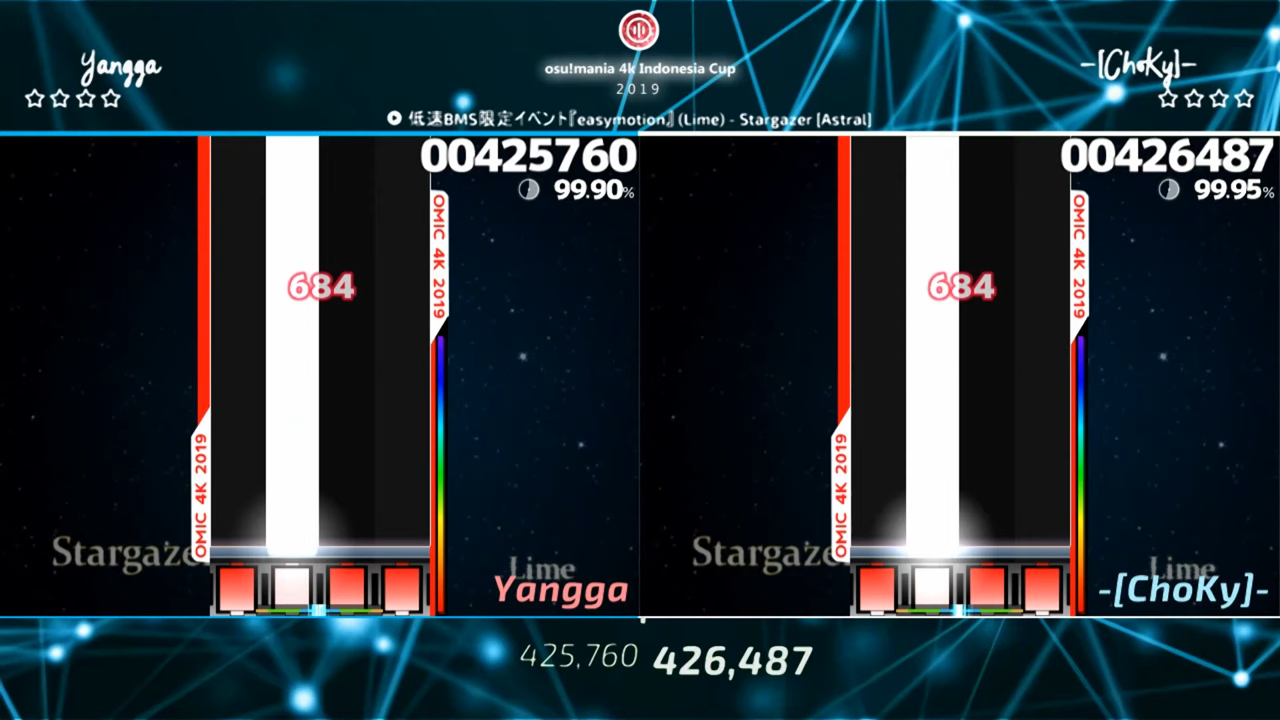 Yangga
osu!mania 4k Indonesia Cup
2019
-[ChoKy]-
低速BMS限定イベント『easymotion』 (Lime) - Stargazer [Astral]
00425760
99.90%
684
OMIC 4K 2019
OMIC 4K 2019
Stargaze
Lime
Yangga
00426487
99.95%
684
OMIC 4K 2019
OMIC 4K 2019
Stargaze
Lime
-[ChoKy]-
425,760
426,487